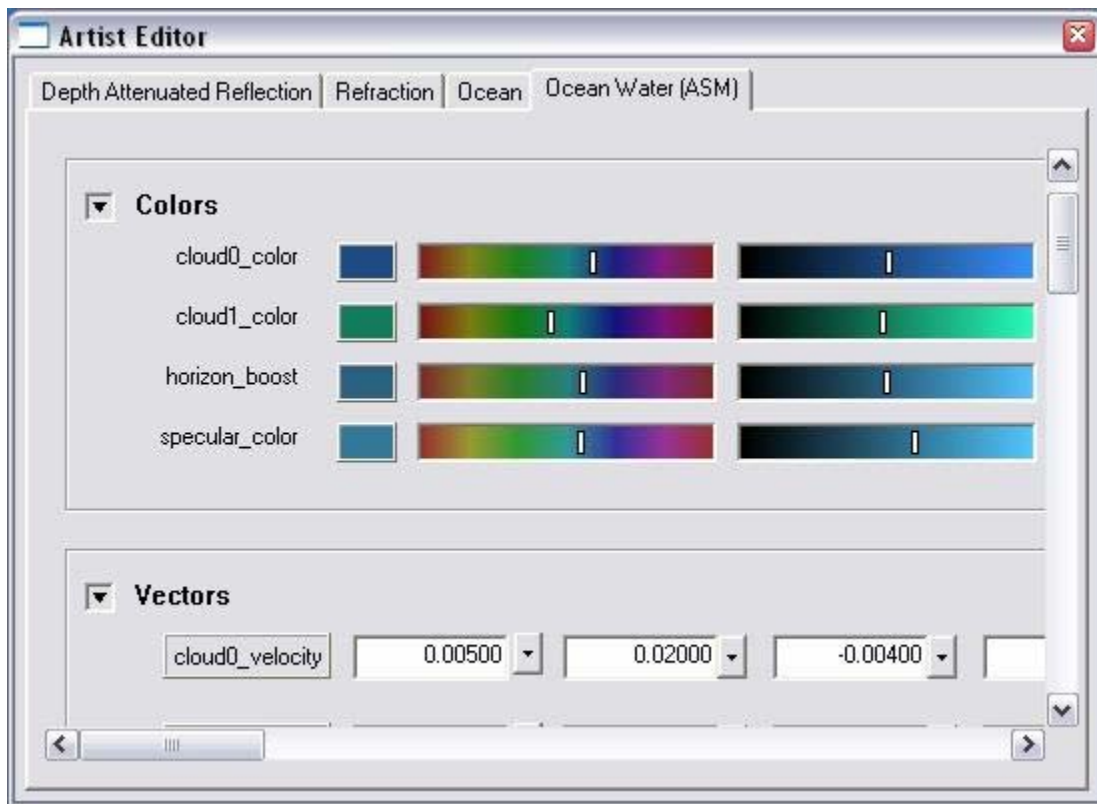 Artist Editor
Depth Attenuated Reflection Refraction Ocean Ocean Water (ASM)
Colors
cloud0_color
cloud1_color
horizon_boost
specular_color
Vectors
cloud0_velocity 0.00500 0.02000 -0.00400